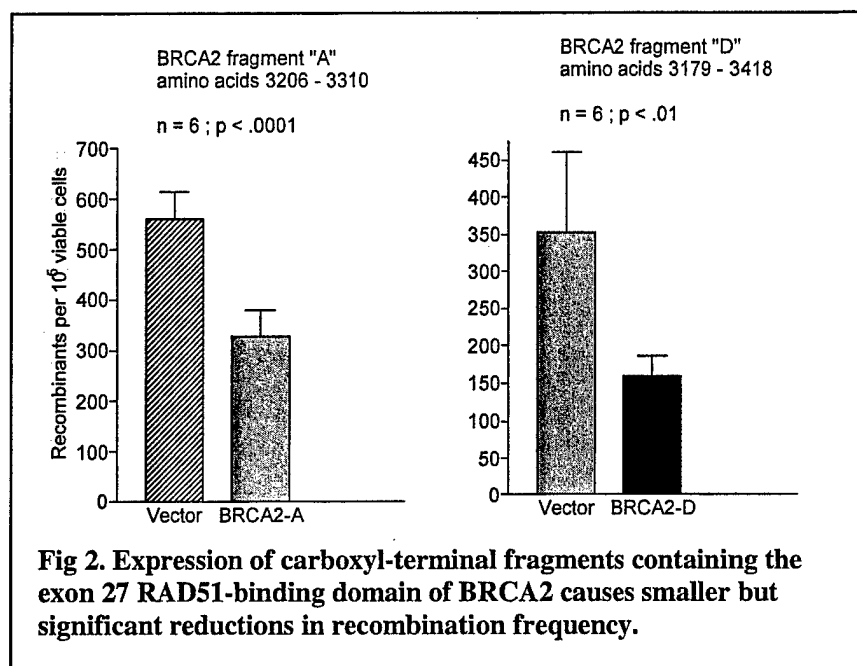 BRCA2 fragment "A"
amino acids 3206 - 3310
n = 6 ; p < .0001
Recombinants per 10⁶ viable cells
700
600
500
400
300
200
100
0
Vector BRCA2-A
BRCA2 fragment "D"
amino acids 3179 - 3418
n = 6 ; p < .01
450
400
350
300
250
200
150
100
50
0
Vector BRCA2-D
Fig 2. Expression of carboxyl-terminal fragments containing the
exon 27 RAD51-binding domain of BRCA2 causes smaller but
significant reductions in recombination frequency.